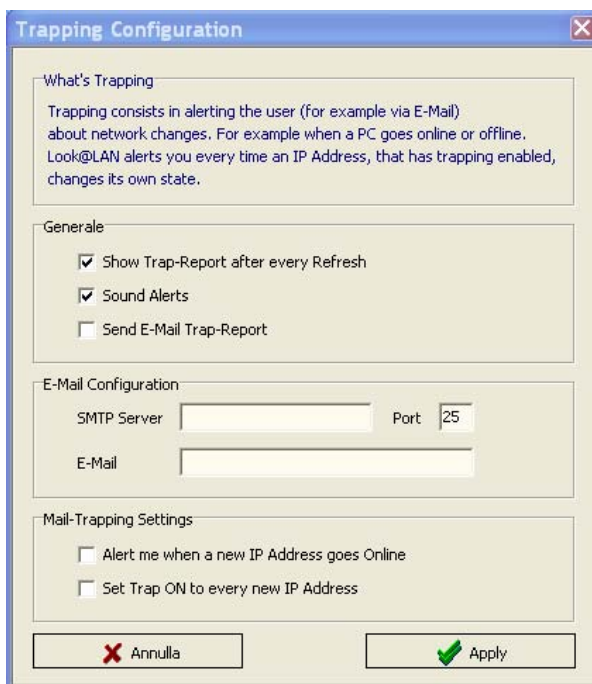 Trapping Configuration
What's Trapping
Trapping consists in alerting the user (for example via E-Mail)
about network changes. For example when a PC goes online or offline.
Look@LAN alerts you every time an IP Address, that has trapping enabled,
changes its own state.
Generale
Show Trap-Report after every Refresh
Sound Alerts
Send E-Mail Trap-Report
E-Mail Configuration
SMTP Server
Port 25
E-Mail
Mail-Trapping Settings
Alert me when a new IP Address goes Online
Set Trap ON to every new IP Address
Annulla
Apply